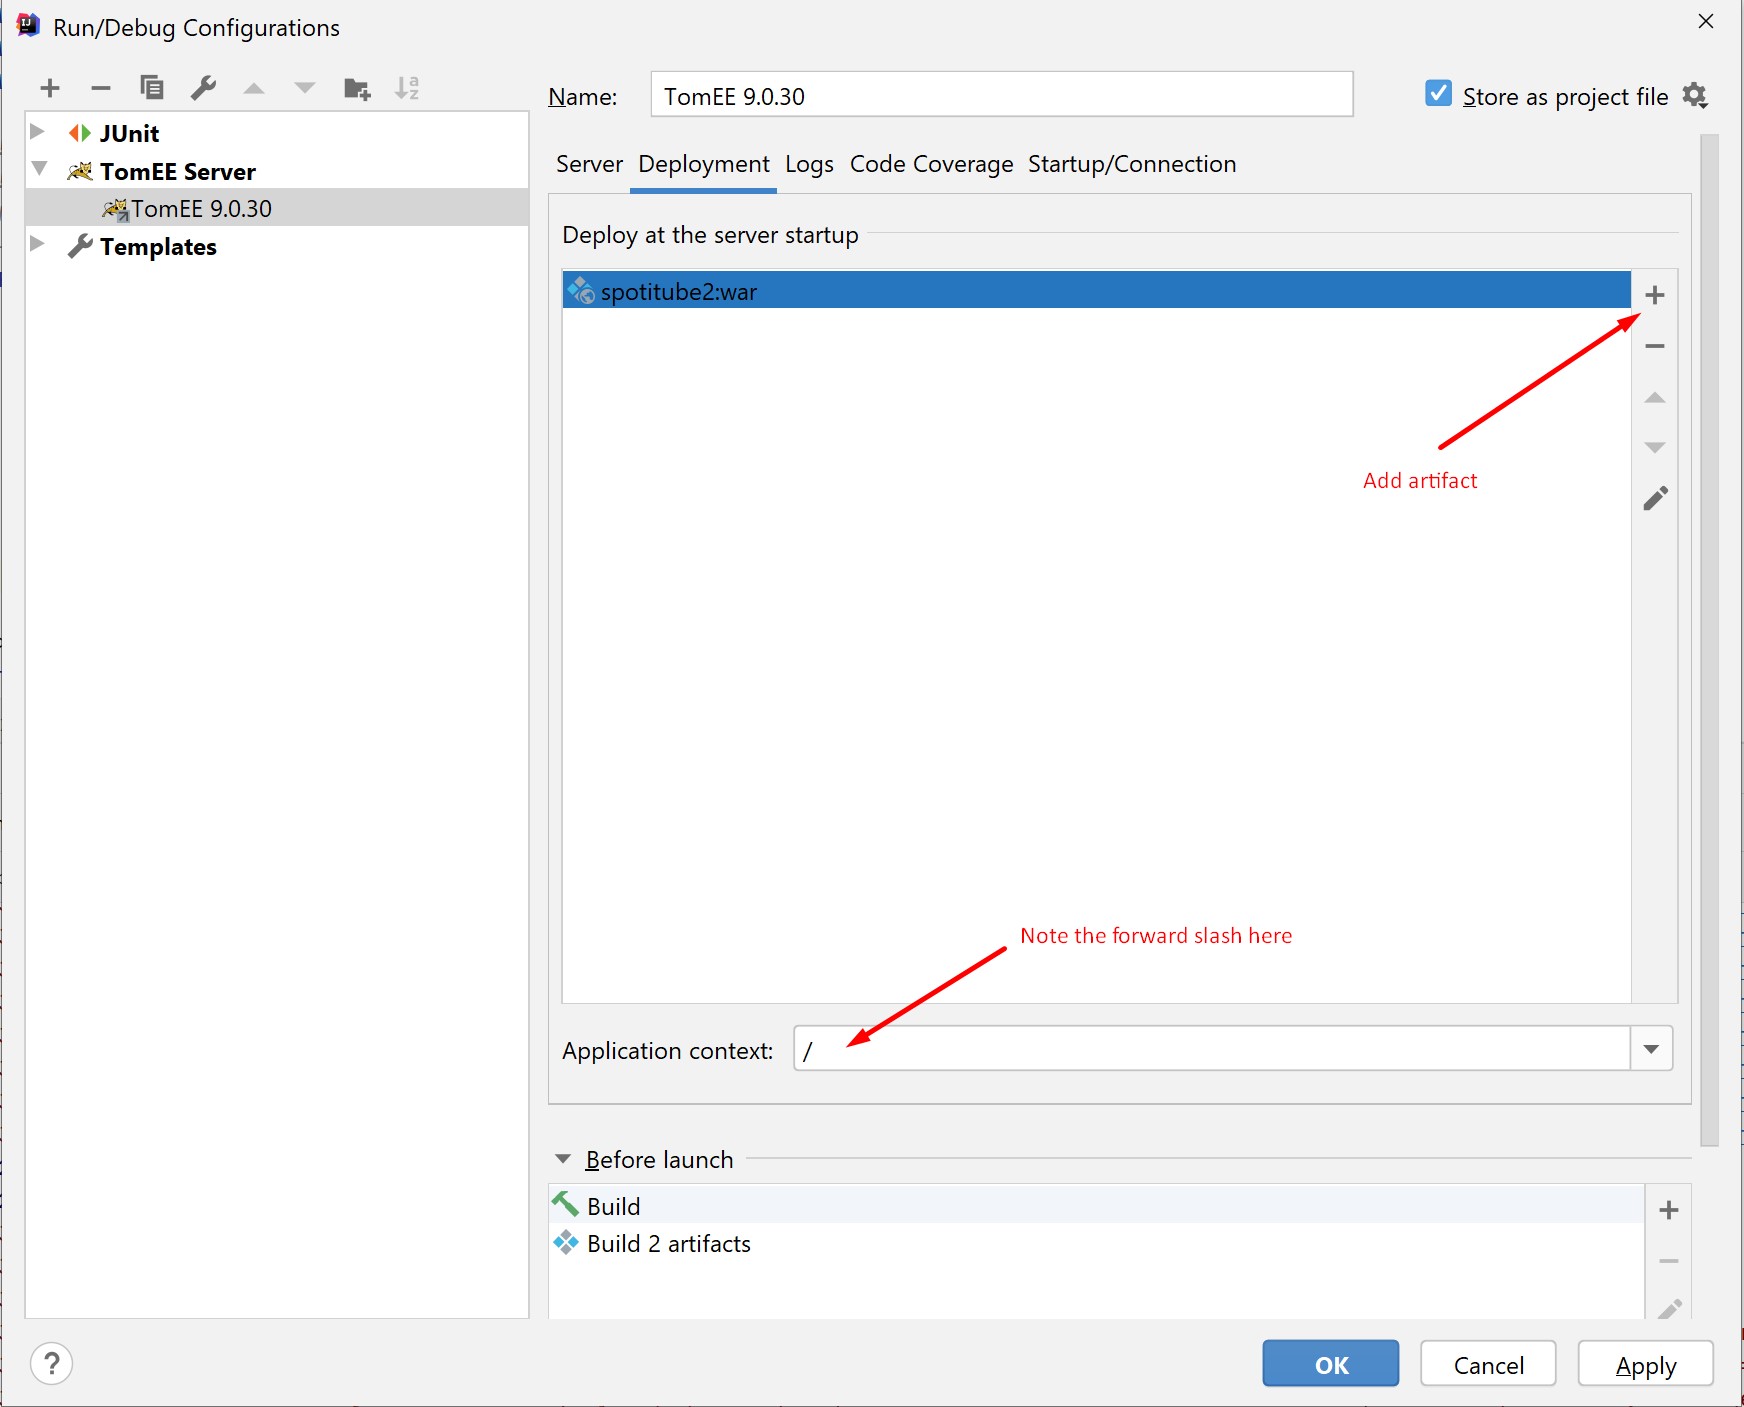 Run/Debug Configurations
JUnit
TomEE Server
TomEE 9.0.30
Templates
Name: TomEE 9.0.30
Store as project file
Server Deployment Logs Code Coverage Startup/Connection
Deploy at the server startup
spotitube2:war
Add artifact
Note the forward slash here
Application context: /
Before launch
Build
Build 2 artifacts
?
OK Cancel Apply